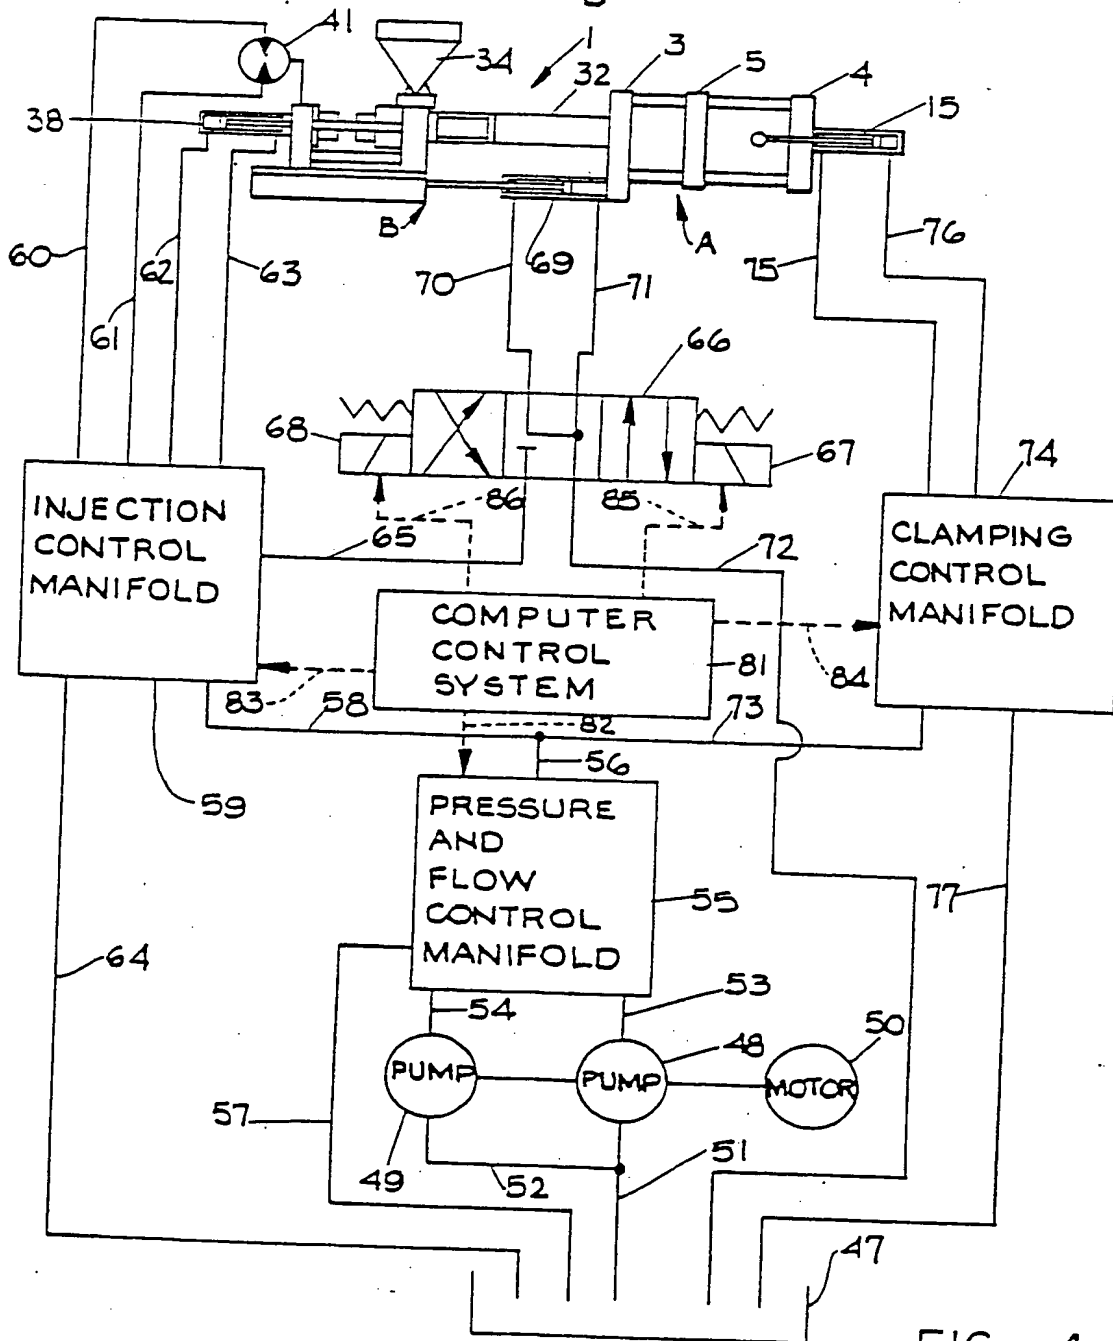 41
1
3
5
4
34
32
15
38
B
A
60
62
63
70
69
71
75
76
61
66
68
67
86
85
74
INJECTION
CONTROL
MANIFOLD
65
72
CLAMPING
CONTROL
MANIFOLD
COMPUTER
CONTROL
SYSTEM
81
84
83
58
82
73
56
59
PRESSURE
AND
FLOW
CONTROL
MANIFOLD
55
77
64
54
53
50
48
PUMP
PUMP
MOTOR
57
49
52
51
47